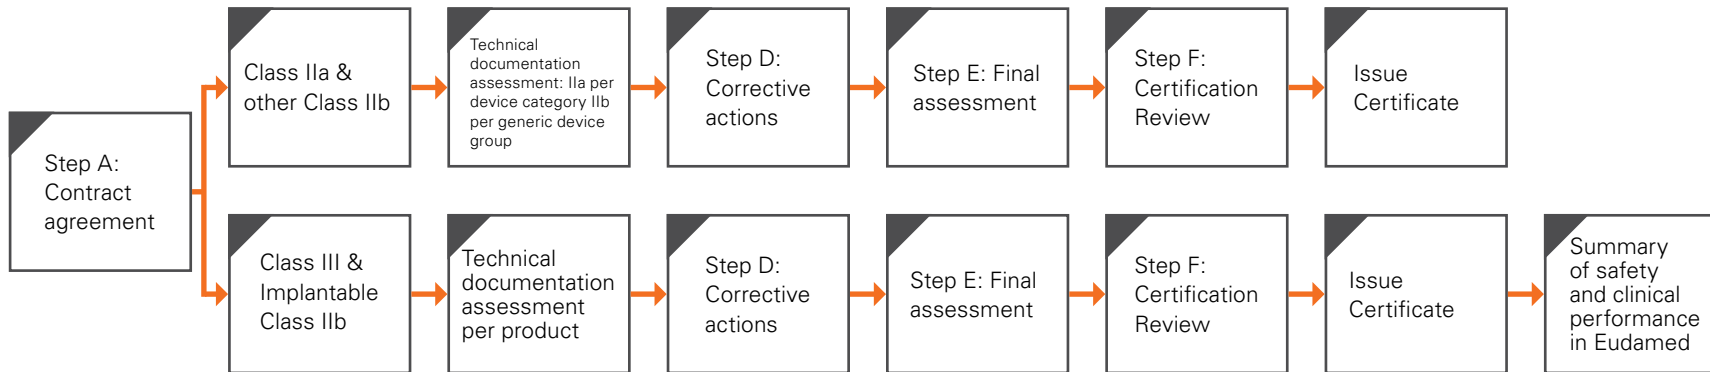 Step A:
Contract
agreement
Class IIa &
other Class IIb
Technical
documentation
assessment: IIa per
device category IIb
per generic device
group
Step D:
Corrective
actions
Step E: Final
assessment
Step F:
Certification
Review
Issue
Certificate
Class III &
Implantable
Class IIb
Technical
documentation
assessment
per product
Step D:
Corrective
actions
Step E: Final
assessment
Step F:
Certification
Review
Issue
Certificate
Summary
of safety
and clinical
performance
in Eudamed